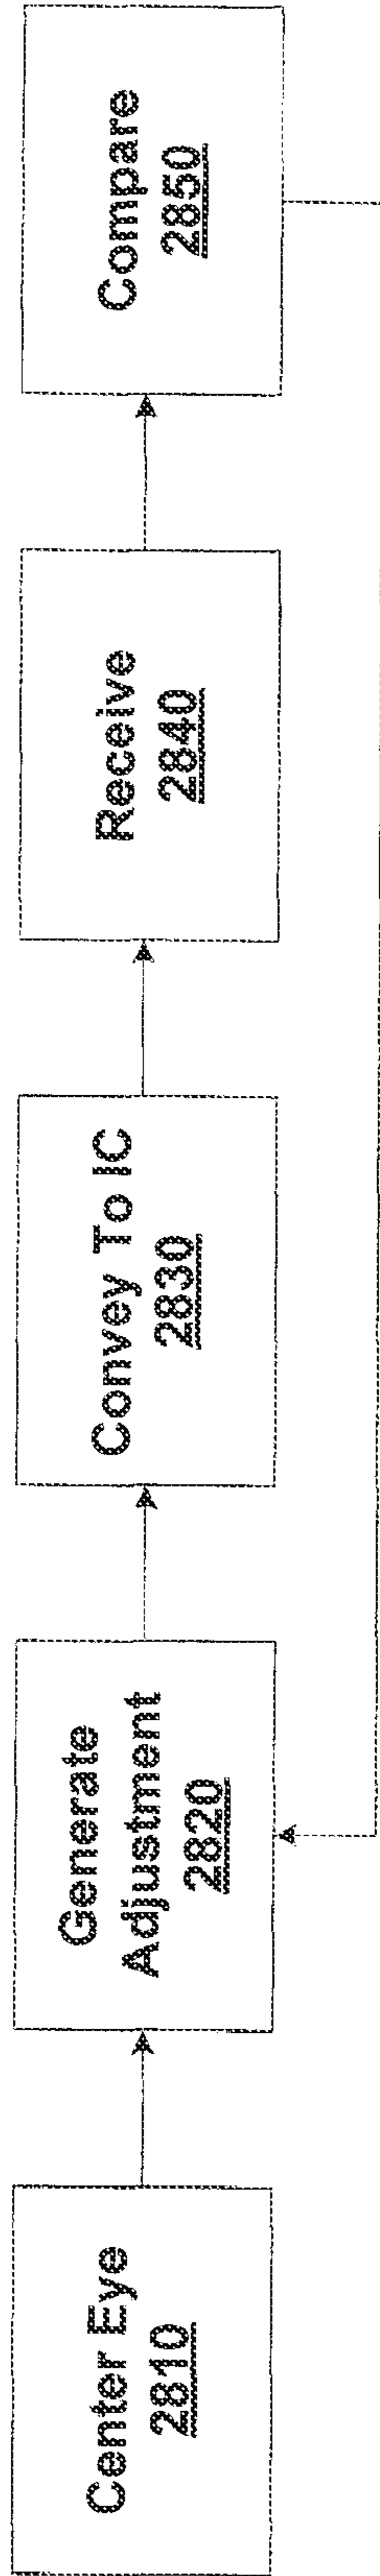 Center Eye
2810
Generate
Adjustment
2820
Convey To IC
2830
Receive
2840
Compare
2850